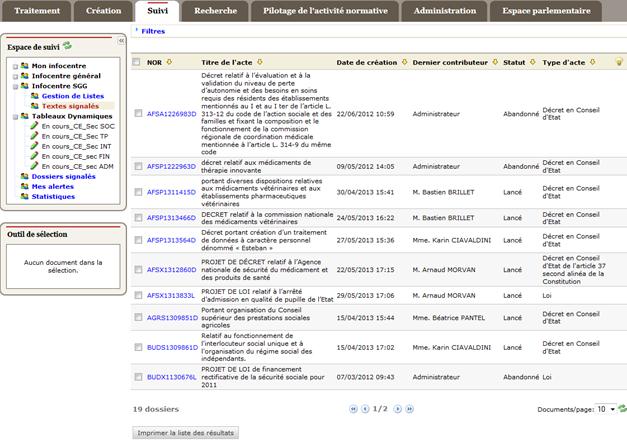 Traitement Création Suivi Recherche Pilotage de l'activité normative Administration Espace parlementaire
Espace de suivi
Mon infocentre
Infocentre général
Infocentre SGG
Gestion de Listes
Textes signalés
Tableaux Dynamiques
En cours_CE_Sec SOC
En cours_CE_Sec TP
En cours_CE_Sec INT
En cours_CE_Sec FIN
En cours_CE_Sec ADM
Dossiers signalés
Mes alertes
Statistiques
Outil de sélection
Aucun document dans la
sélection.
Filtres
NOR Titre de l'acte Date de création Dernier contributeur Statut Type d'acte
Décret relatif à l'évaluation et à la
validation du niveau de perte
d'autonomie et des besoins en soins
requis des résidents des établissements
mentionnés au I et au I ter de l'article L.
AFSA1226983D 313-12 du code de l'action sociale et des 22/06/2012 10:59 Administrateur Abandonné Décret en Conseil d'Etat
familles et fixant la composition et le
fonctionnement de la commission
régionale de coordination médicale
mentionnée à l'article L. 314-9 du même
code
AFSP1222963D décret relatif aux médicaments de
thérapie innovante 09/05/2012 14:05 Administrateur Abandonné Décret en Conseil d'Etat
AFSP1311415D portant diverses dispositions relatives
aux médicaments vétérinaires et aux
établissements pharmaceutiques
vétérinaires 30/04/2013 15:41 M. Bastien BRILLET Lancé Décret en Conseil d'Etat
AFSP1313466D DECRET relatif à la commission nationale
des médicaments vétérinaires 24/05/2013 16:22 M. Bastien BRILLET Lancé Décret en Conseil d'Etat
AFSP1313564D Décret portant création d'un traitement
de données à caractère personnel
dénommé « Esteban » 27/05/2013 15:36 Mme. Karin CIAVALDINI Lancé Décret en Conseil d'Etat
AFSX1312860D PROJET DE DÉCRET relatif à l'Agence
nationale de sécurité du médicament et
des produits de santé 22/05/2013 17:15 M. Arnaud MORVAN Lancé Décret en Conseil
d'Etat de l'article 37
second alinéa de la
Constitution
AFSX1313833L PROJET DE LOI relatif à l'arrêté
d'admission en qualité de pupille de l'Etat 29/05/2013 17:06 M. Arnaud MORVAN Lancé Loi
AGRS1309851D Portant organisation du Conseil
supérieur des prestations sociales
agricoles 15/04/2013 15:44 Mme. Béatrice PANTEL Lancé Décret en Conseil d'Etat
BUDS1309861D Relatif au fonctionnement de
l'interlocuteur social unique et à
l'organisation du régime social des
indépendants. 15/04/2013 17:02 Mme. Karin CIAVALDINI Lancé Décret en Conseil d'Etat
BUDX1130676L PROJET DE LOI de financement
rectificative de la sécurité sociale pour
2011 07/03/2012 09:43 Administrateur Abandonné Loi
19 dossiers 1/2 Documents/page: 10
Imprimer la liste des résultats